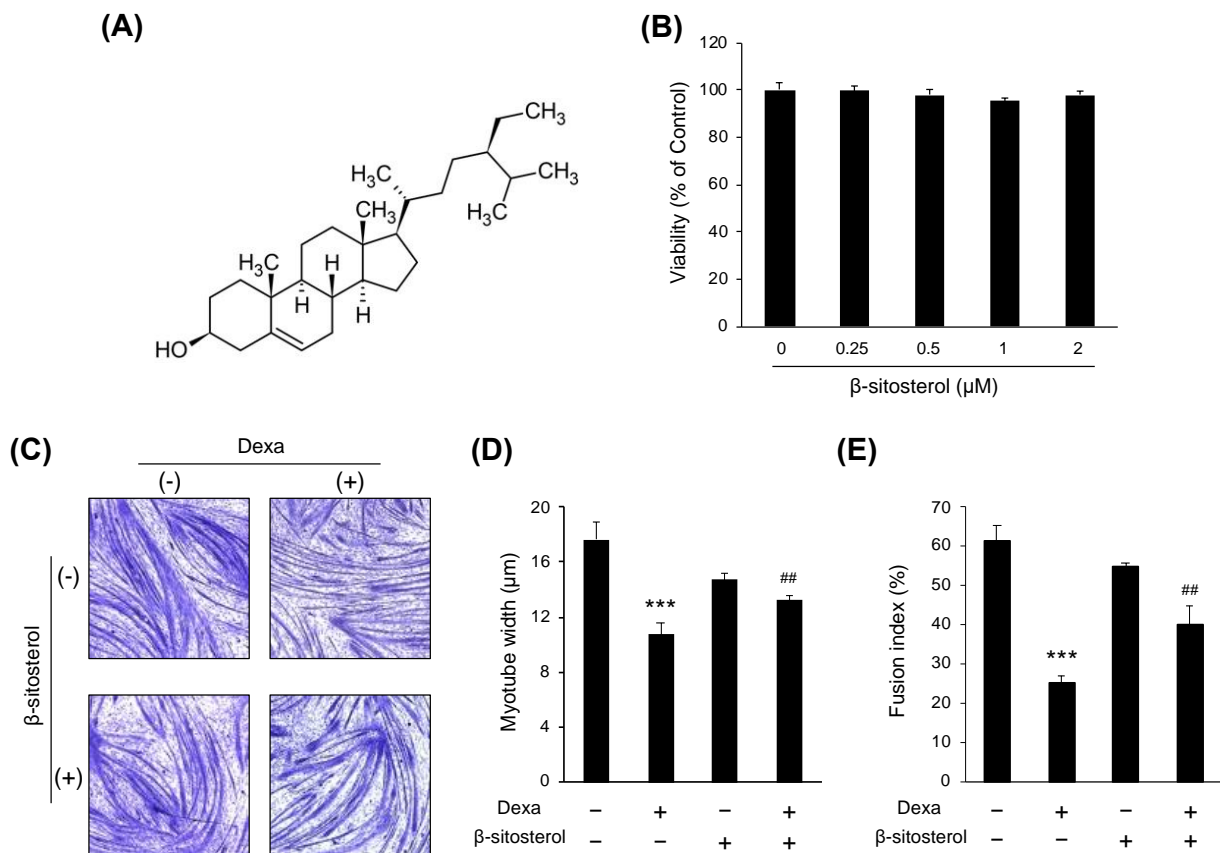 (A)
CH₃
H₃C
CH₃
CH₃
H₃C
H₃C
H
H
H
HO
(B)
120
100
80
60
40
20
0
Viability (% of Control)
0 0.25 0.5 1 2
β-sitosterol (µM)
(C)
Dexa
(-) (+)
β-sitosterol
(-)
(+)
(D)
20
16
12
8
4
0
Myotube width (µm)
***
##
Dexa − + − +
β-sitosterol − − + +
(E)
70
60
50
40
30
20
10
0
Fusion index (%)
***
##
Dexa − + − +
β-sitosterol − − + +